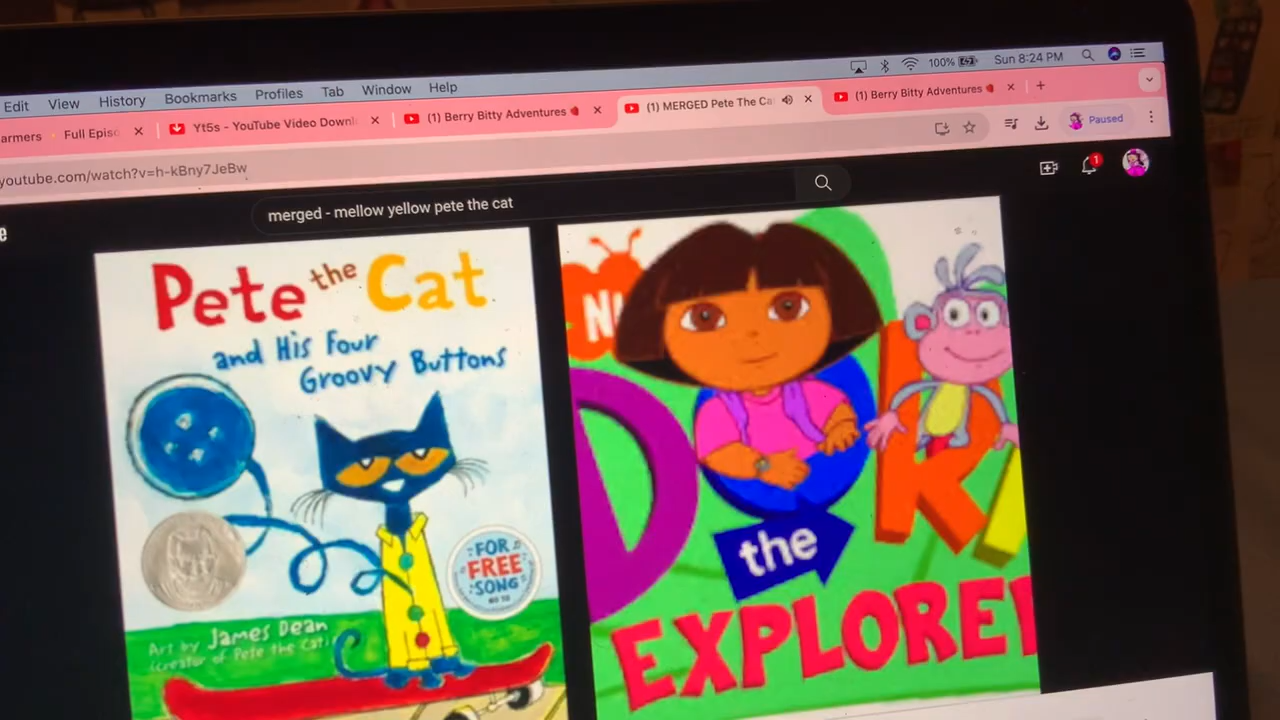 Edit View History Bookmarks Profiles Tab Window Help 100% Sun 8:24 PM
armers Full Episo Yt5s - YouTube Video Downl (1) Berry Bitty Adventures (1) MERGED Pete The Ca (1) Berry Bitty Adventures
youtube.com/watch?v=h-kBny7JeBw Paused
e merged - mellow yellow pete the cat 1
Pete the Cat
and His Four
Groovy Buttons
FOR
FREE
SONG
Art by James Dean
(creator of Pete the Cat)
NI
D R
the
EXPLORER